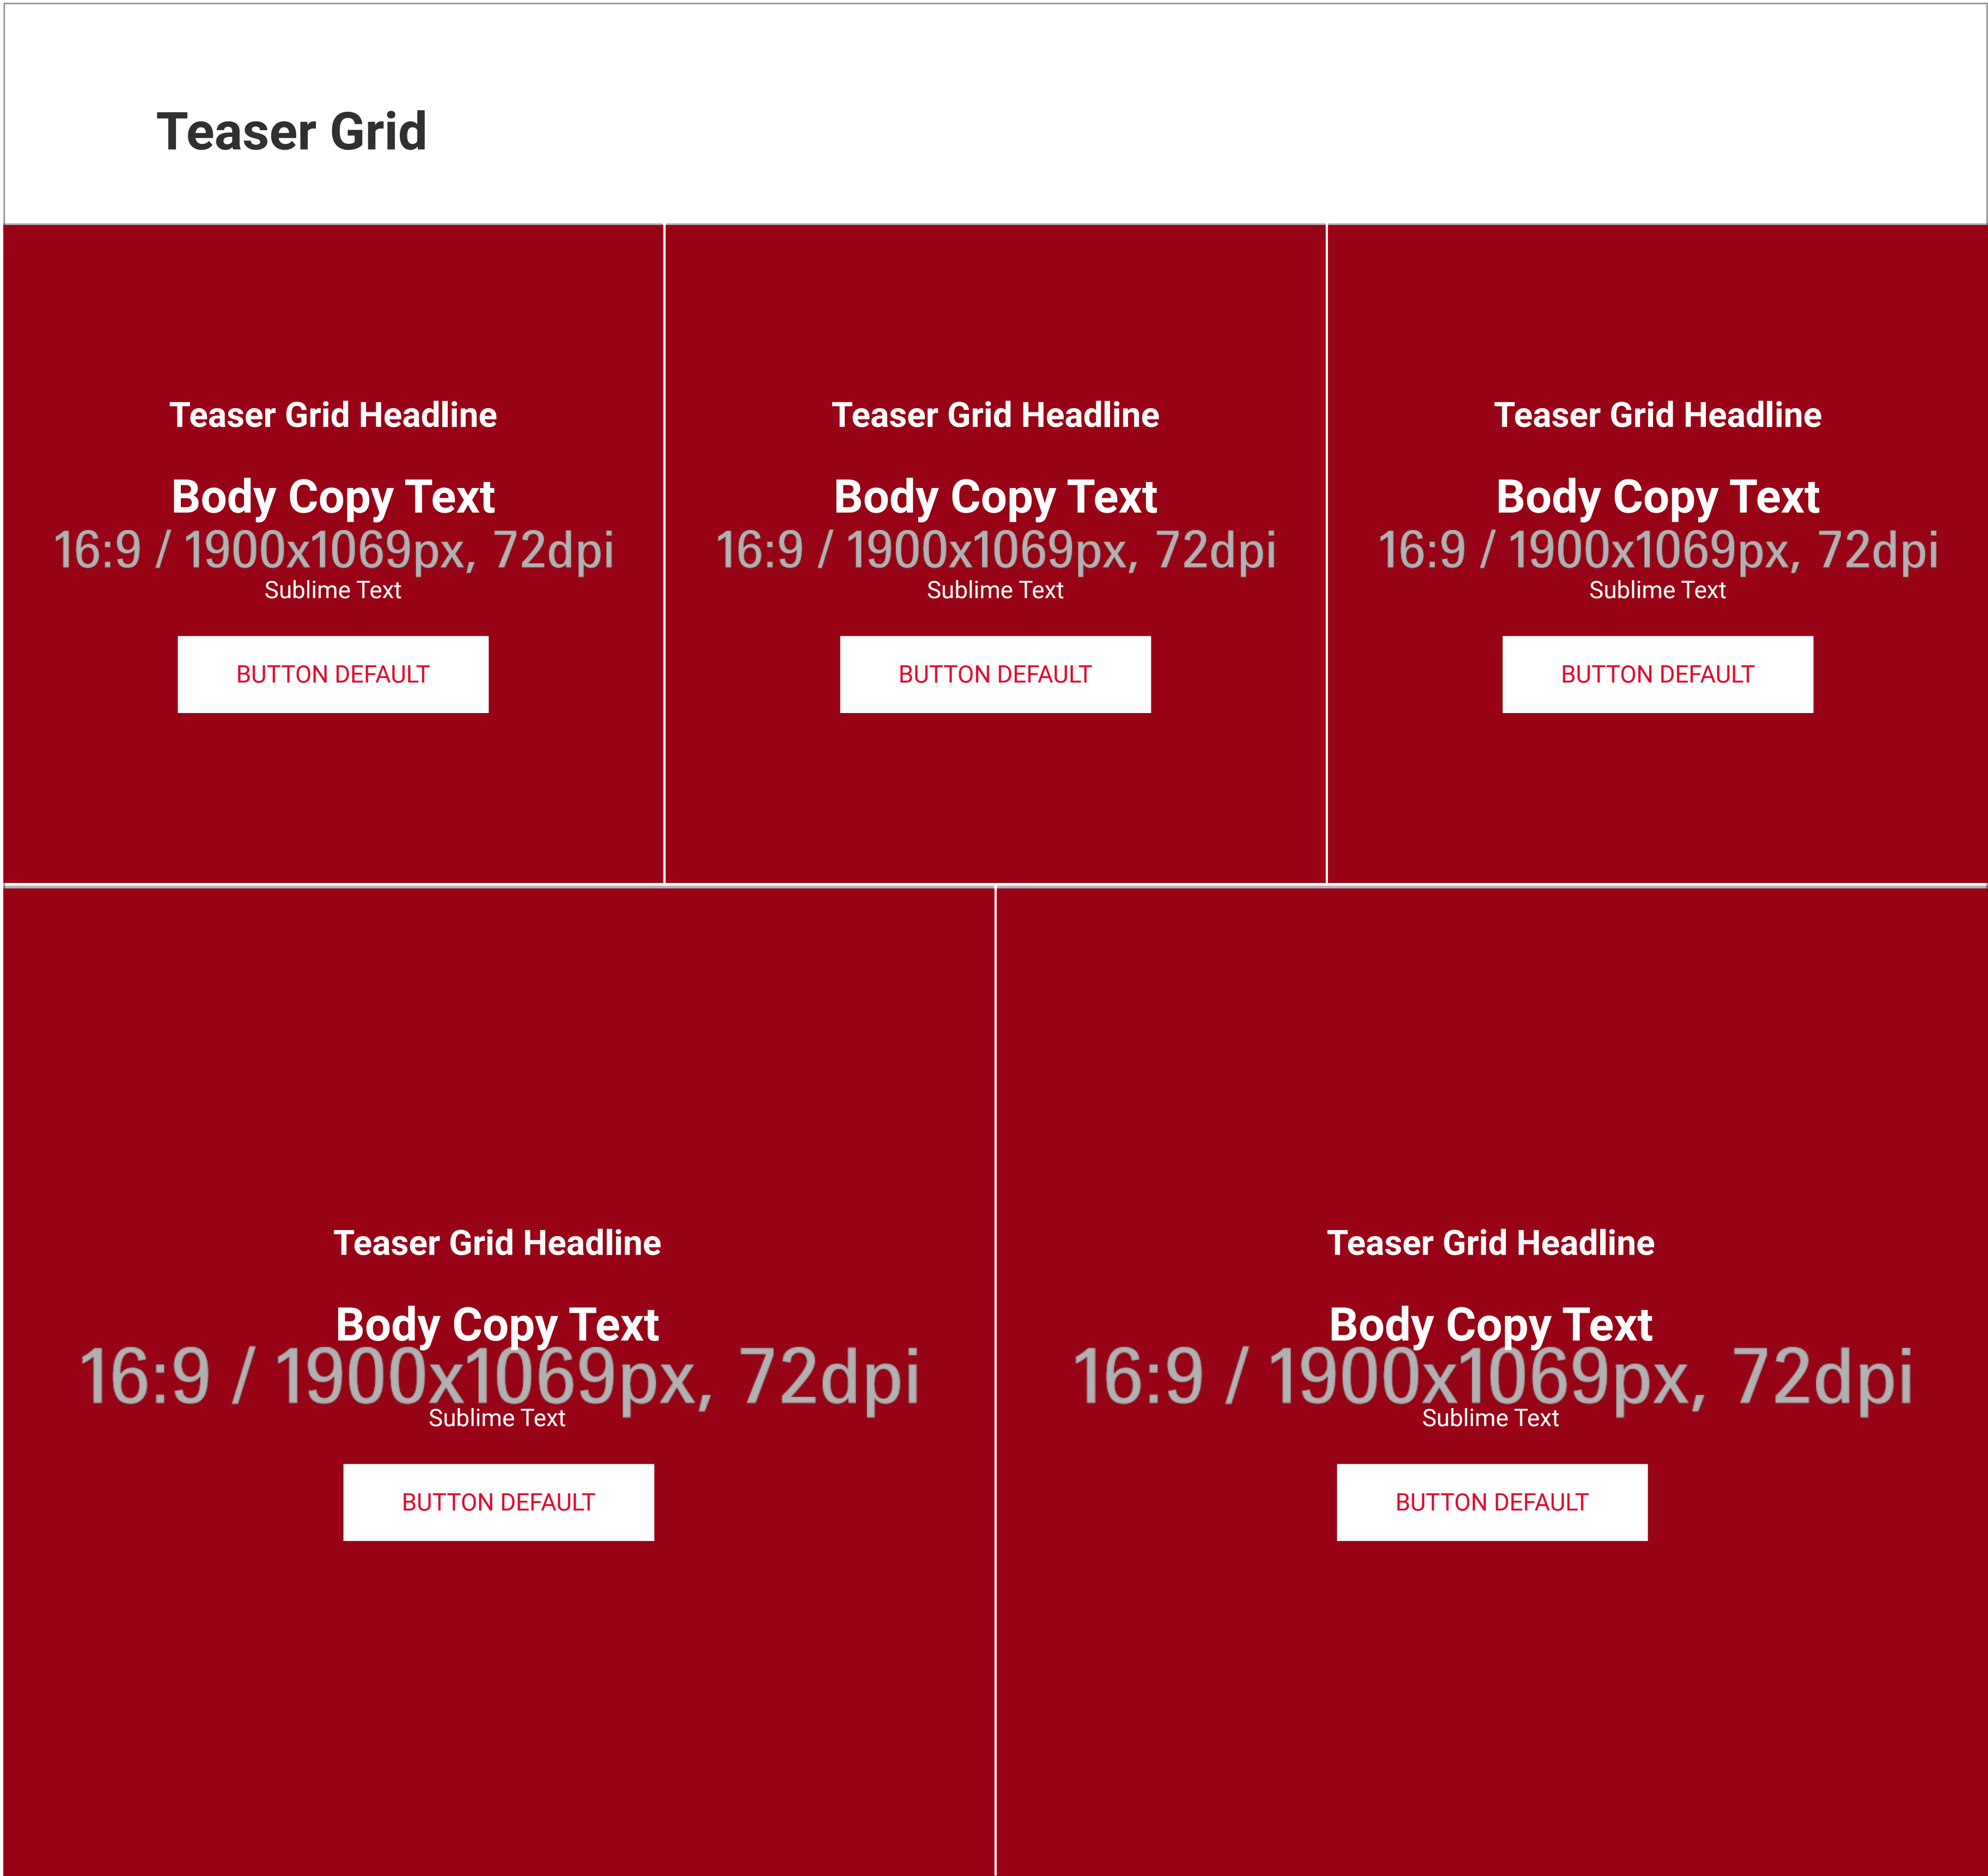 Teaser Grid
Teaser Grid Headline
Body Copy Text
16:9 / 1900x1069px, 72dpi
Sublime Text
BUTTON DEFAULT
Teaser Grid Headline
Body Copy Text
16:9 / 1900x1069px, 72dpi
Sublime Text
BUTTON DEFAULT
Teaser Grid Headline
Body Copy Text
16:9 / 1900x1069px, 72dpi
Sublime Text
BUTTON DEFAULT
Teaser Grid Headline
Body Copy Text
16:9 / 1900x1069px, 72dpi
Sublime Text
BUTTON DEFAULT
Teaser Grid Headline
Body Copy Text
16:9 / 1900x1069px, 72dpi
Sublime Text
BUTTON DEFAULT